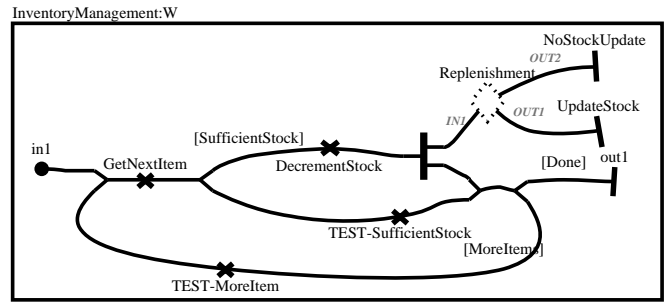 InventoryManagement:W
NoStockUpdate
OUT2
Replenishment
IN1
OUT1
UpdateStock
[SufficientStock]
in1
GetNextItem
DecrementStock
[Done]
out1
TEST-SufficientStock
[MoreItems]
TEST-MoreItem